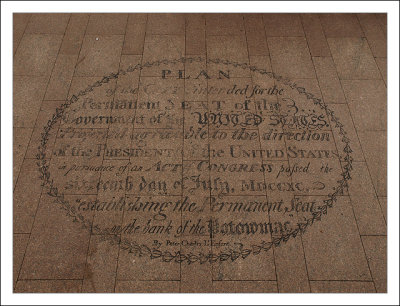 PLAN
of the City intended for the
Permanent SEAT of the
Government of the UNITED STATES
Projected agreeable to the direction
of the PRESIDENT of the UNITED STATES
in pursuance of an ACT of CONGRESS passed the
sixteenth day of July, MDCCXC,
establishing the Permanent Seat
on the bank of the Potowmac
By Peter Charles L'Enfant